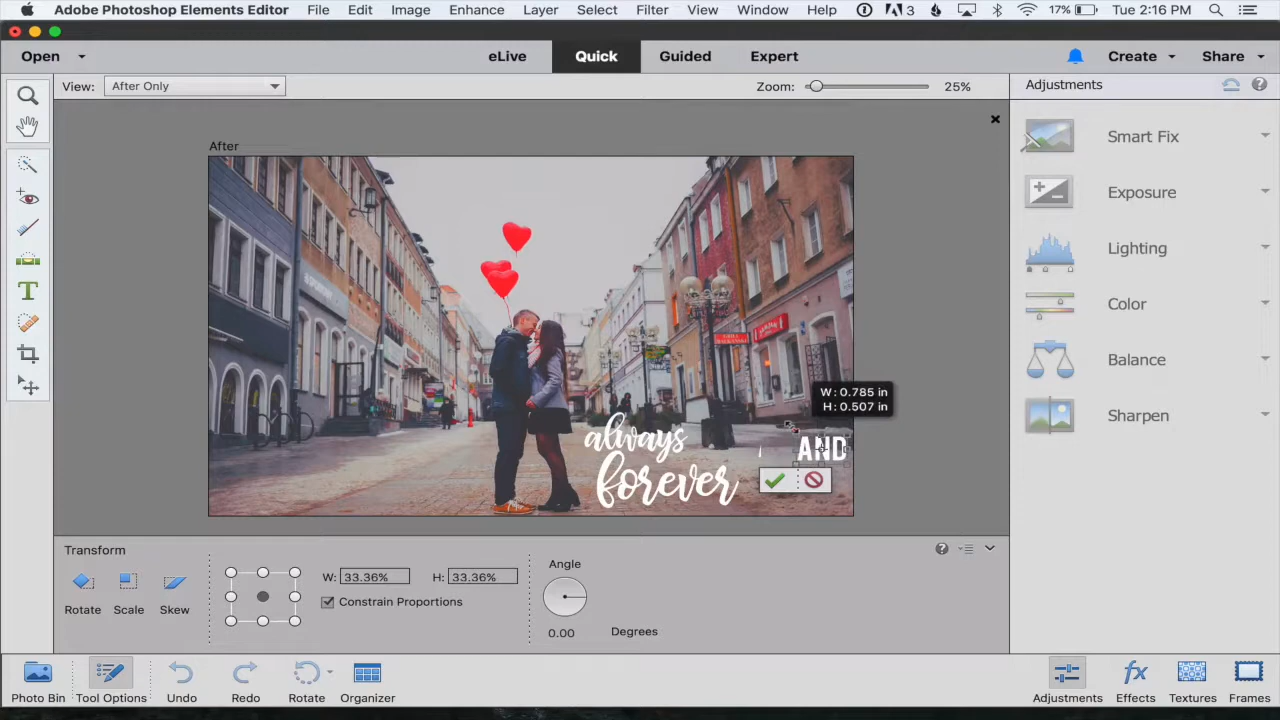 Adobe Photoshop Elements Editor File Edit Image Enhance Layer Select Filter View Window Help 3 17% Tue 2:16 PM
Open eLive Quick Guided Expert Create Share
View: After Only Zoom: 25% Adjustments
After
Smart Fix
Exposure
Lighting
Color
Balance
Sharpen
W: 0.785 in
H: 0.507 in
always
AND
forever
Transform
Rotate Scale Skew
W: 33.36% H: 33.36%
Constrain Proportions
Angle
0.00 Degrees
Photo Bin Tool Options Undo Redo Rotate Organizer Adjustments Effects Textures Frames